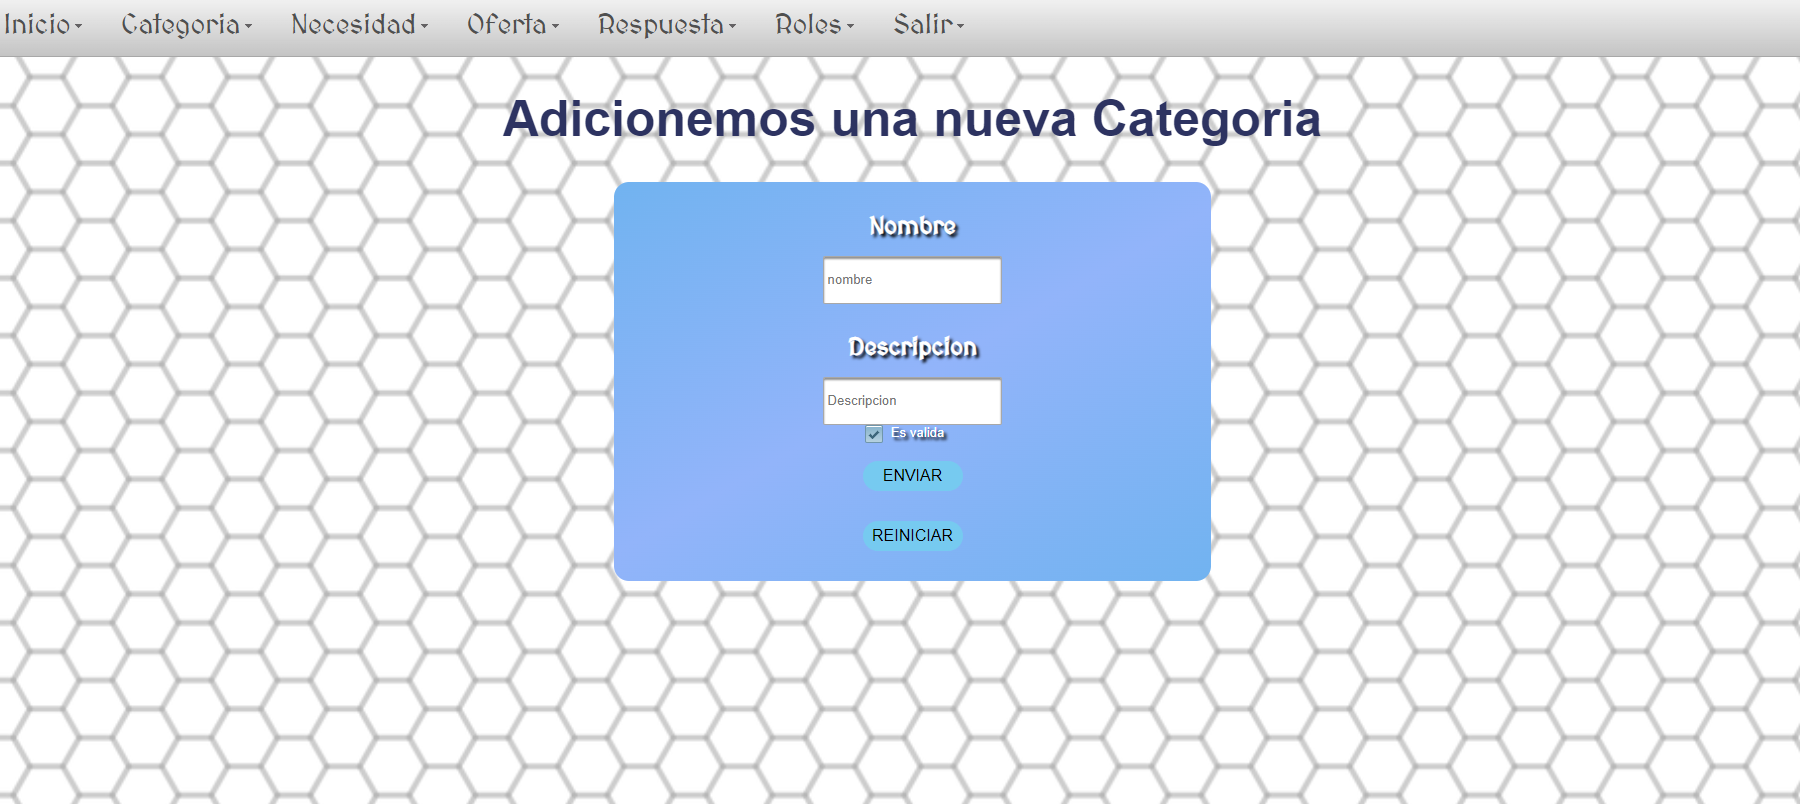 Inicio Categoria Necesidad Oferta Respuesta Roles Salir
Adicionemos una nueva Categoria
Nombre
nombre
Descripcion
Descripcion
Es valida
ENVIAR
REINICIAR